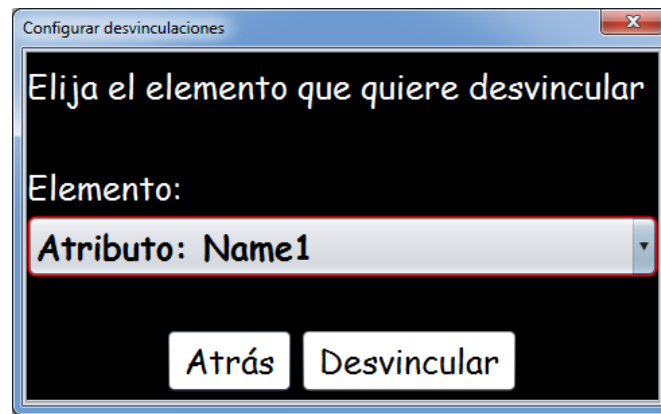 Configurar desvinculaciones
Elija el elemento que quiere desvincular
Elemento:
Atributo: Name1
Atrás Desvincular